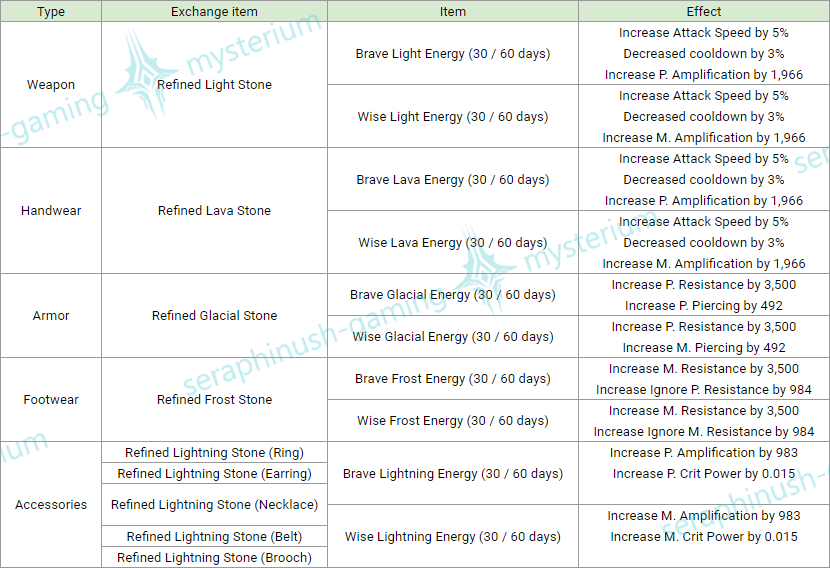 Type Exchange item Item Effect
Weapon
Refined Light Stone
Brave Light Energy (30 / 60 days)
Increase Attack Speed by 5%
Decreased cooldown by 3%
Increase P. Amplification by 1,966
Wise Light Energy (30 / 60 days)
Increase Attack Speed by 5%
Decreased cooldown by 3%
Increase M. Amplification by 1,966
Handwear
Refined Lava Stone
Brave Lava Energy (30 / 60 days)
Increase Attack Speed by 5%
Decreased cooldown by 3%
Increase P. Amplification by 1,966
Wise Lava Energy (30 / 60 days)
Increase Attack Speed by 5%
Decreased cooldown by 3%
Increase M. Amplification by 1,966
Armor
Refined Glacial Stone
Brave Glacial Energy (30 / 60 days)
Increase P. Resistance by 3,500
Increase P. Piercing by 492
Wise Glacial Energy (30 / 60 days)
Increase P. Resistance by 3,500
Increase M. Piercing by 492
Footwear
Refined Frost Stone
Brave Frost Energy (30 / 60 days)
Increase M. Resistance by 3,500
Increase Ignore P. Resistance by 984
Wise Frost Energy (30 / 60 days)
Increase M. Resistance by 3,500
Increase Ignore M. Resistance by 984
Accessories
Refined Lightning Stone (Ring)
Refined Lightning Stone (Earring)
Refined Lightning Stone (Necklace)
Refined Lightning Stone (Belt)
Refined Lightning Stone (Brooch)
Brave Lightning Energy (30 / 60 days)
Increase P. Amplification by 983
Increase P. Crit Power by 0.015
Wise Lightning Energy (30 / 60 days)
Increase M. Amplification by 983
Increase M. Crit Power by 0.015
h-gaming mysterium
se
seraphinush-gaming mysterium
rium
seraphinush-g